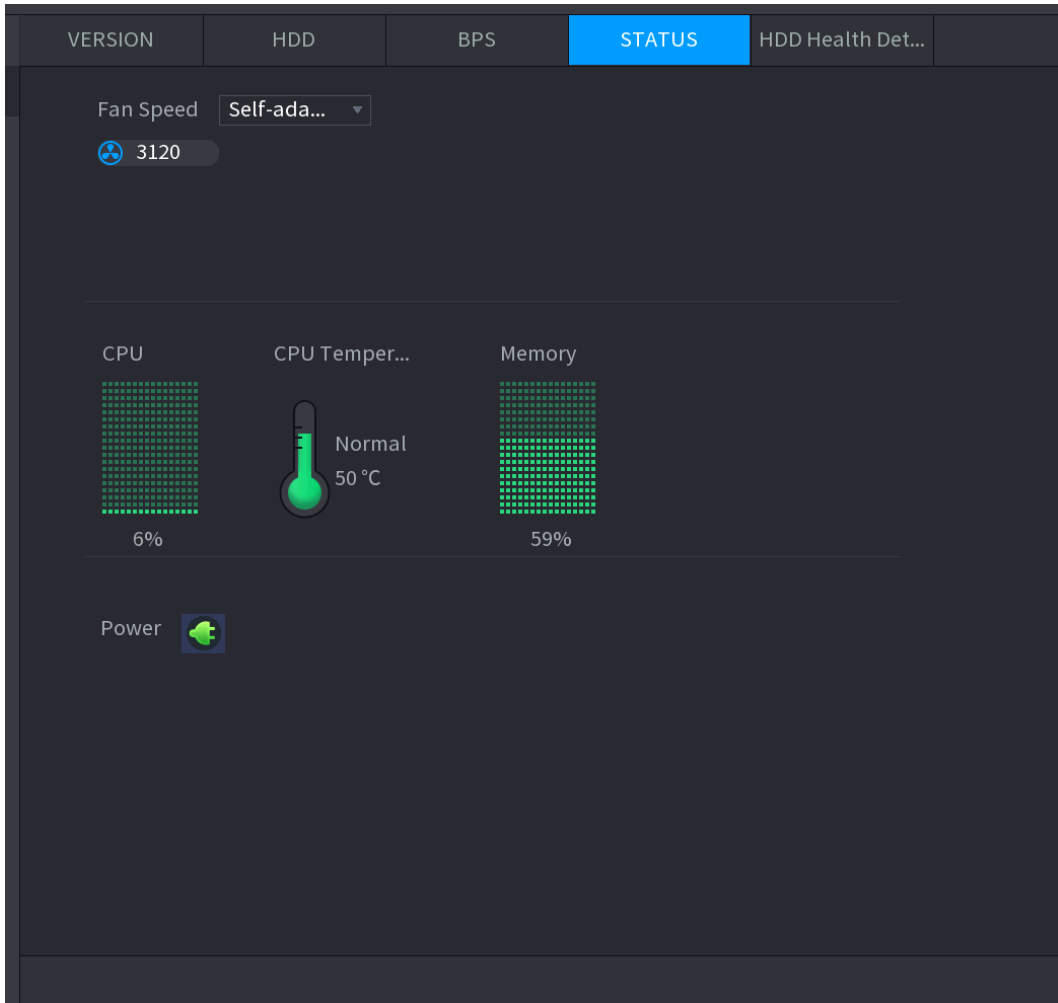 VERSION HDD BPS STATUS HDD Health Det...
Fan Speed Self-ada...
3120
CPU CPU Temper... Memory
Normal
50 °C
6% 59%
Power